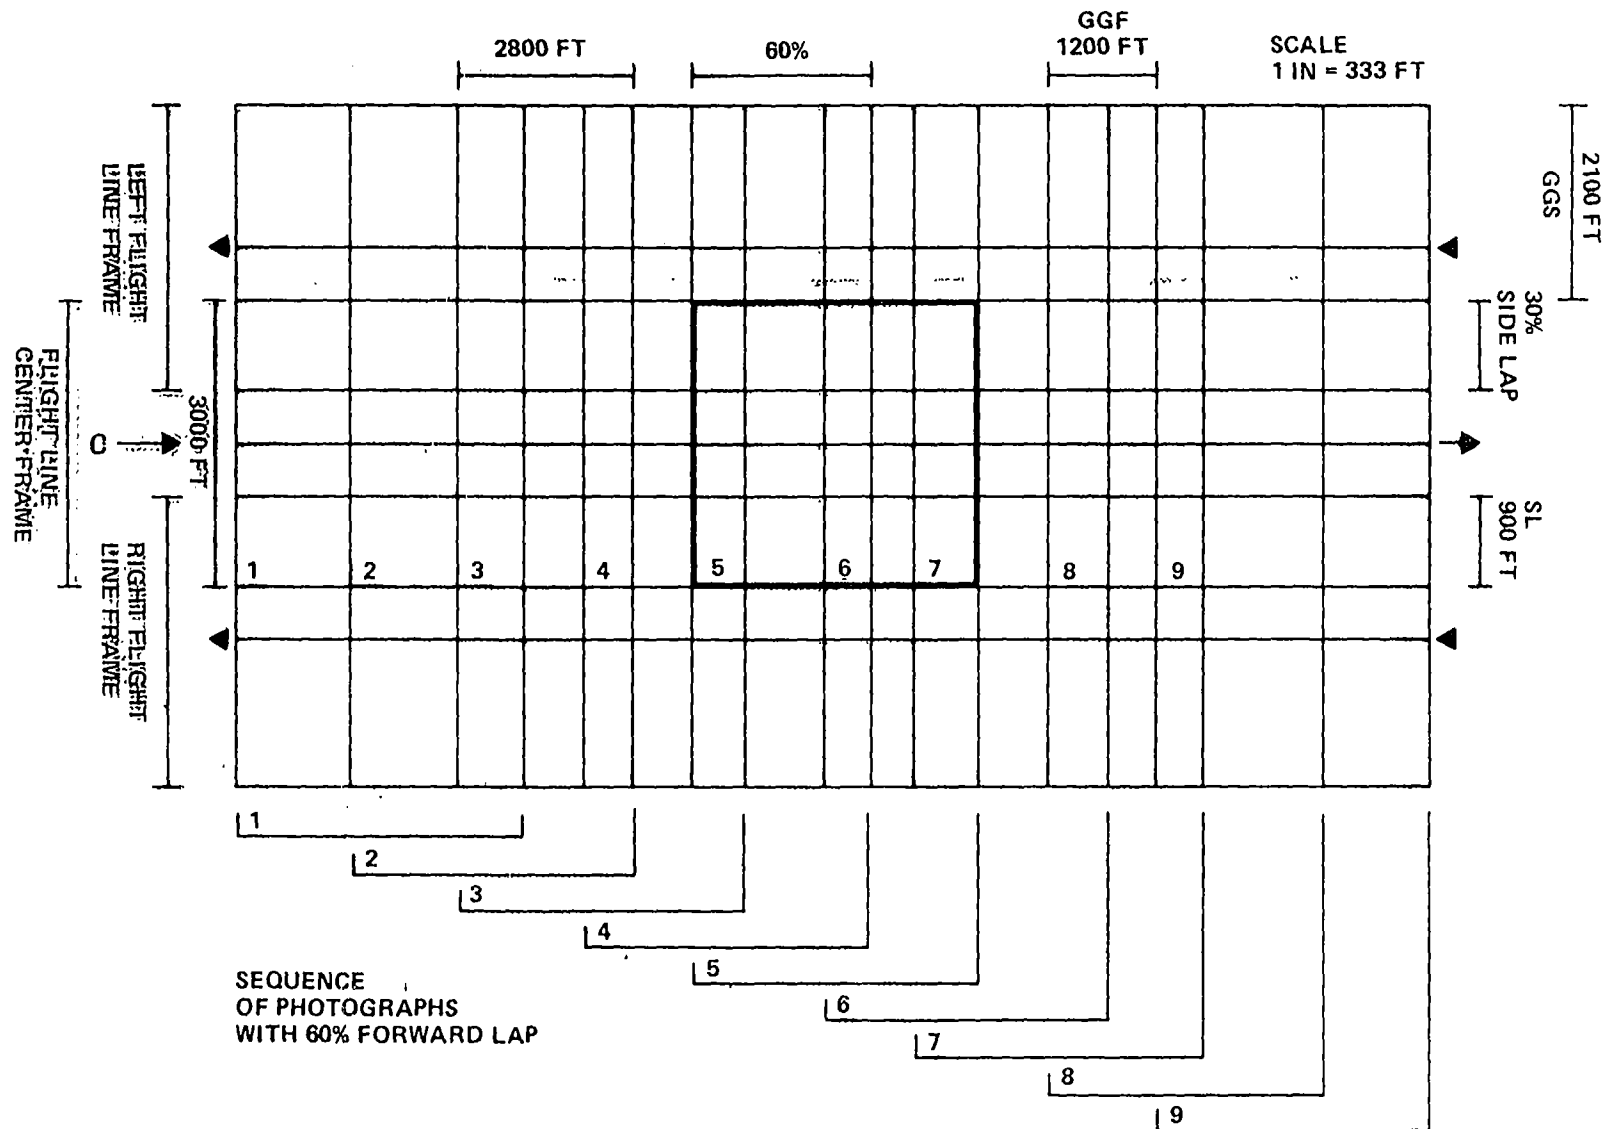 2800 FT
60%
GGF
1200 FT
SCALE
1 IN = 333 FT
LEFT FLIGHT
LINE FRAME
2100 FT
GGS
30%
SIDE LAP
FLIGHT LINE
CENTER FRAME
C
3000 FT
SL
900 FT
1 2 3 4 5 6 7 8 9
RIGHT FLIGHT
LINE FRAME
1
2
3
4
5
6
7
8
9
SEQUENCE
OF PHOTOGRAPHS
WITH 60% FORWARD LAP